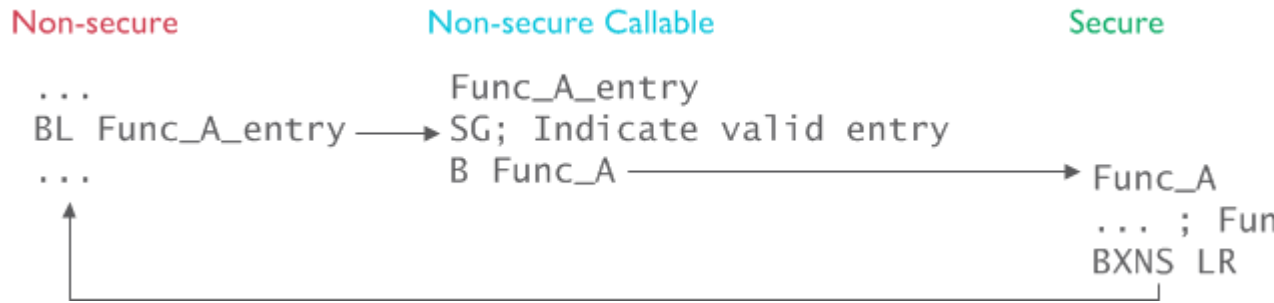 Non-secure
Non-secure Callable
Secure
...
BL Func_A_entry
...
Func_A_entry
SG; Indicate valid entry
B Func_A
Func_A
... ; Fun
BXNS LR